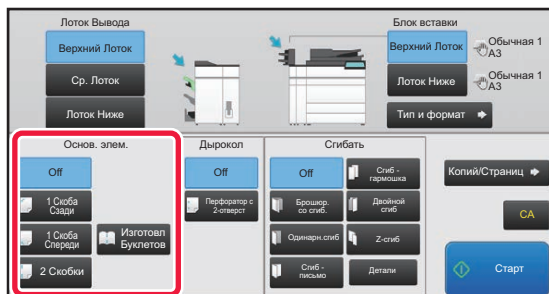 Лоток Вывода
Верхний Лоток
Ср. Лоток
Лоток Ниже
Блок вставки
Верхний Лоток
Обычная 1
A3
Лоток Ниже
Обычная 1
A3
Тип и формат
Основ. элем.
Off
1 Скоба
Сзади
1 Скоба
Спереди
2 Скобки
Изготовл
Буклетов
Дырокол
Off
Перфоратор с
2-отверст
Сгибать
Off
Сгиб -
гармошка
Брошюр.
со сгиб.
Двойной
сгиб
Одинарн.сгиб
Z-сгиб
Сгиб -
письмо
Детали
Копий/Страниц
CA
Старт